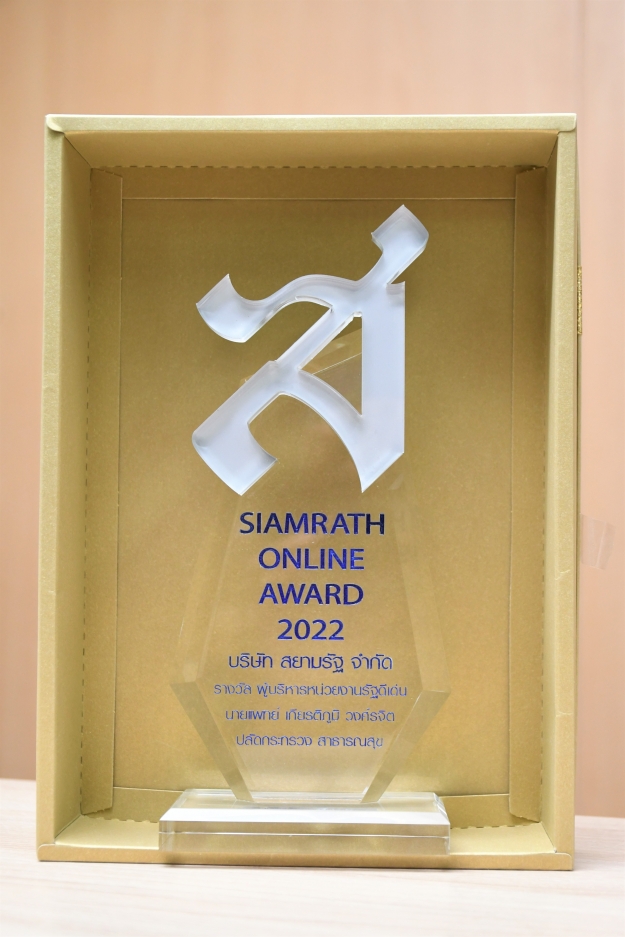 ส
SIAMRATH
ONLINE
AWARD
2022
บริษัท สยามรัฐ จำกัด
รางวัล ผู้บริหารหน่วยงานรัฐดีเด่น
นายแพทย์ เกียรติภูมิ วงศ์รจิต
ปลัดกระทรวง สาธารณสุข